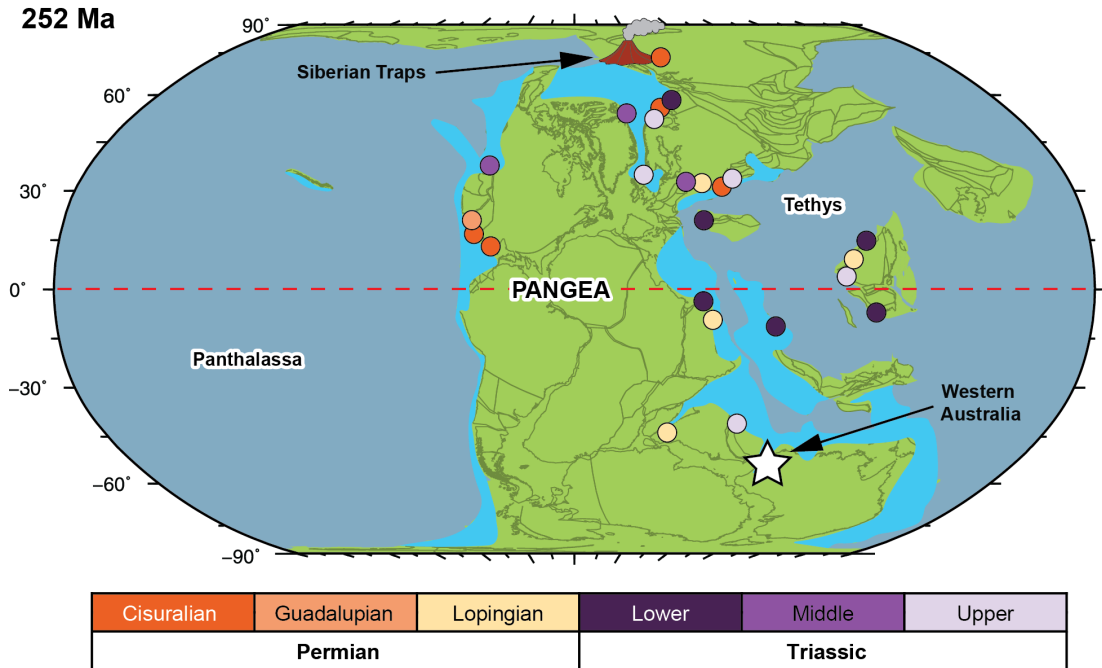 252 Ma
90˚
Siberian Traps
60˚
30˚
Tethys
0˚
PANGEA
Panthalassa
−30˚
Western
Australia
−60˚
−90˚
Cisuralian Guadalupian Lopingian Lower Middle Upper
Permian Triassic